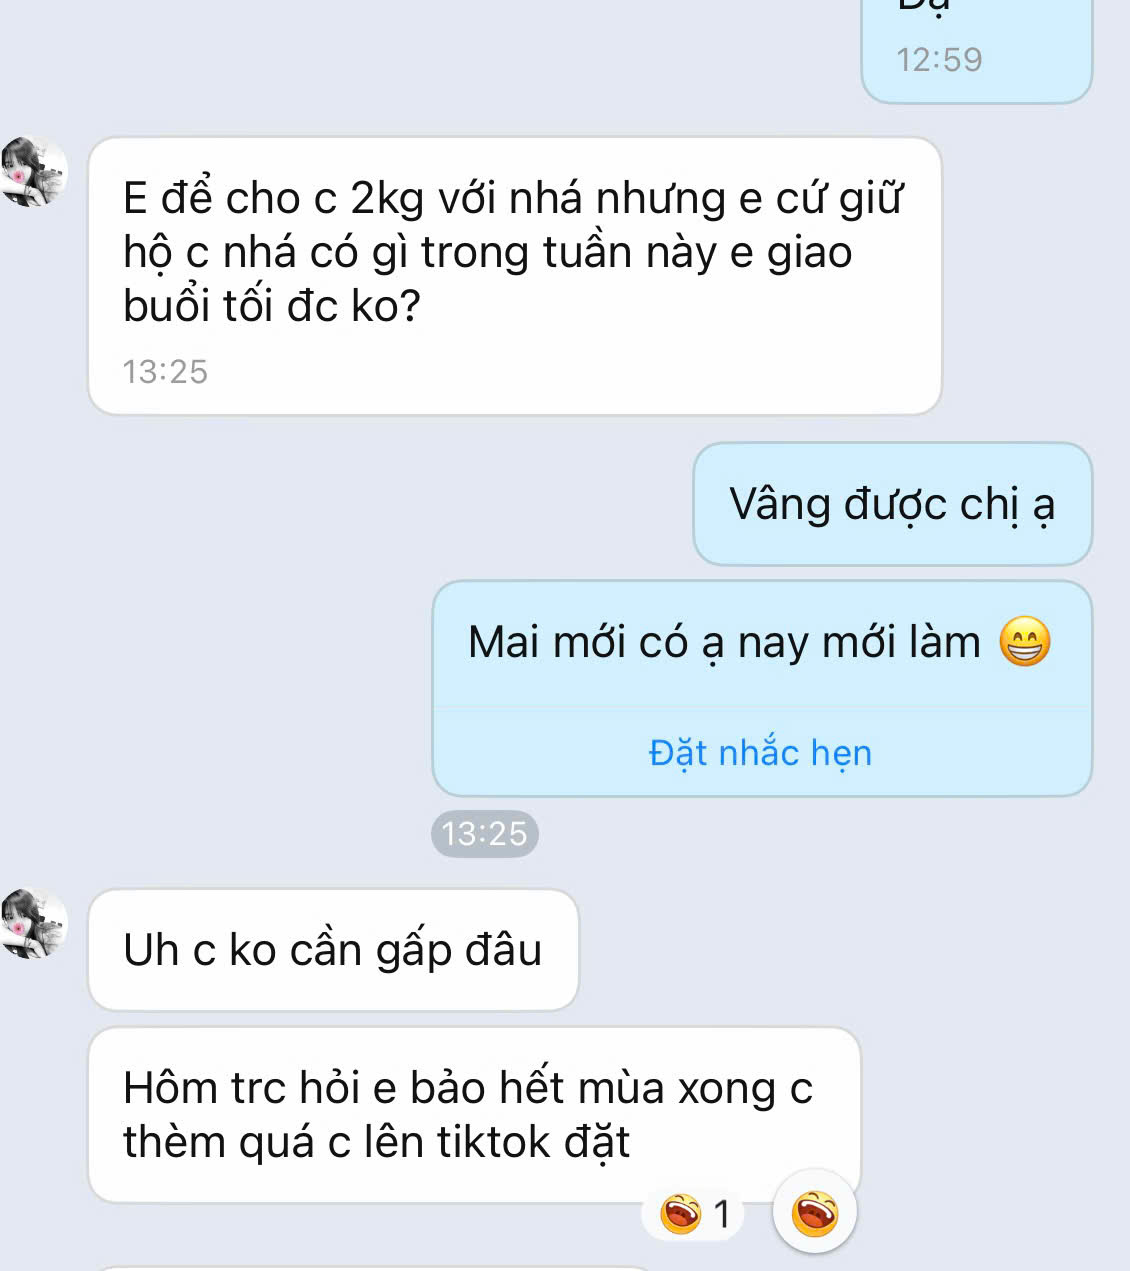 Dạ
12:59
E để cho c 2kg với nhá nhưng e cứ giữ
hộ c nhá có gì trong tuần này e giao
buổi tối đc ko?
13:25
Vâng được chị ạ
Mai mới có ạ nay mới làm 😁
Đặt nhắc hẹn
13:25
Uh c ko cần gấp đâu
Hôm trc hỏi e bảo hết mùa xong c
thèm quá c lên tiktok đặt
1